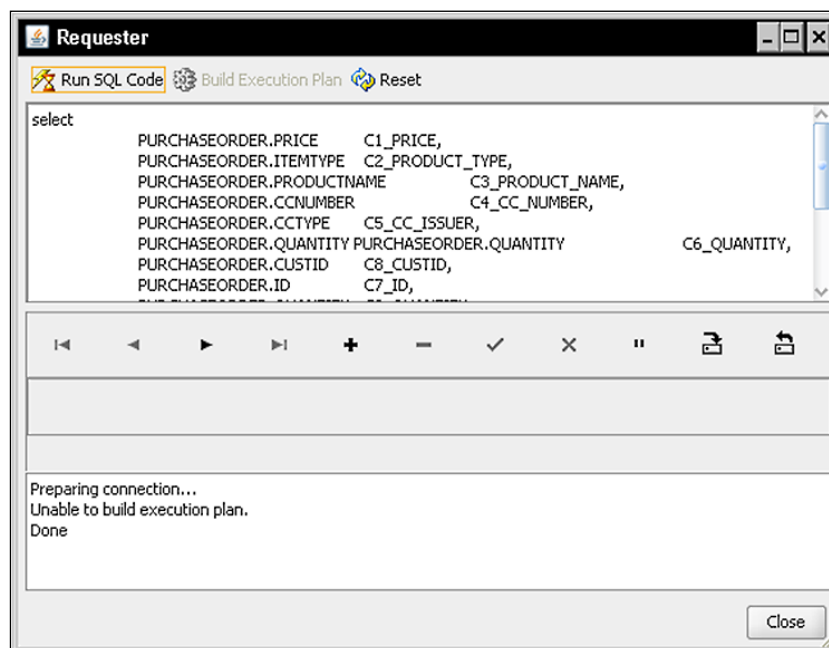 Requester
Run SQL Code Build Execution Plan Reset
select
PURCHASEORDER.PRICE C1_PRICE,
PURCHASEORDER.ITEMTYPE C2_PRODUCT_TYPE,
PURCHASEORDER.PRODUCTNAME C3_PRODUCT_NAME,
PURCHASEORDER.CCNUMBER C4_CC_NUMBER,
PURCHASEORDER.CCTYPE C5_CC_ISSUER,
PURCHASEORDER.QUANTITY PURCHASEORDER.QUANTITY C6_QUANTITY,
PURCHASEORDER.CUSTID C8_CUSTID,
PURCHASEORDER.ID C7_ID,
Preparing connection...
Unable to build execution plan.
Done
Close